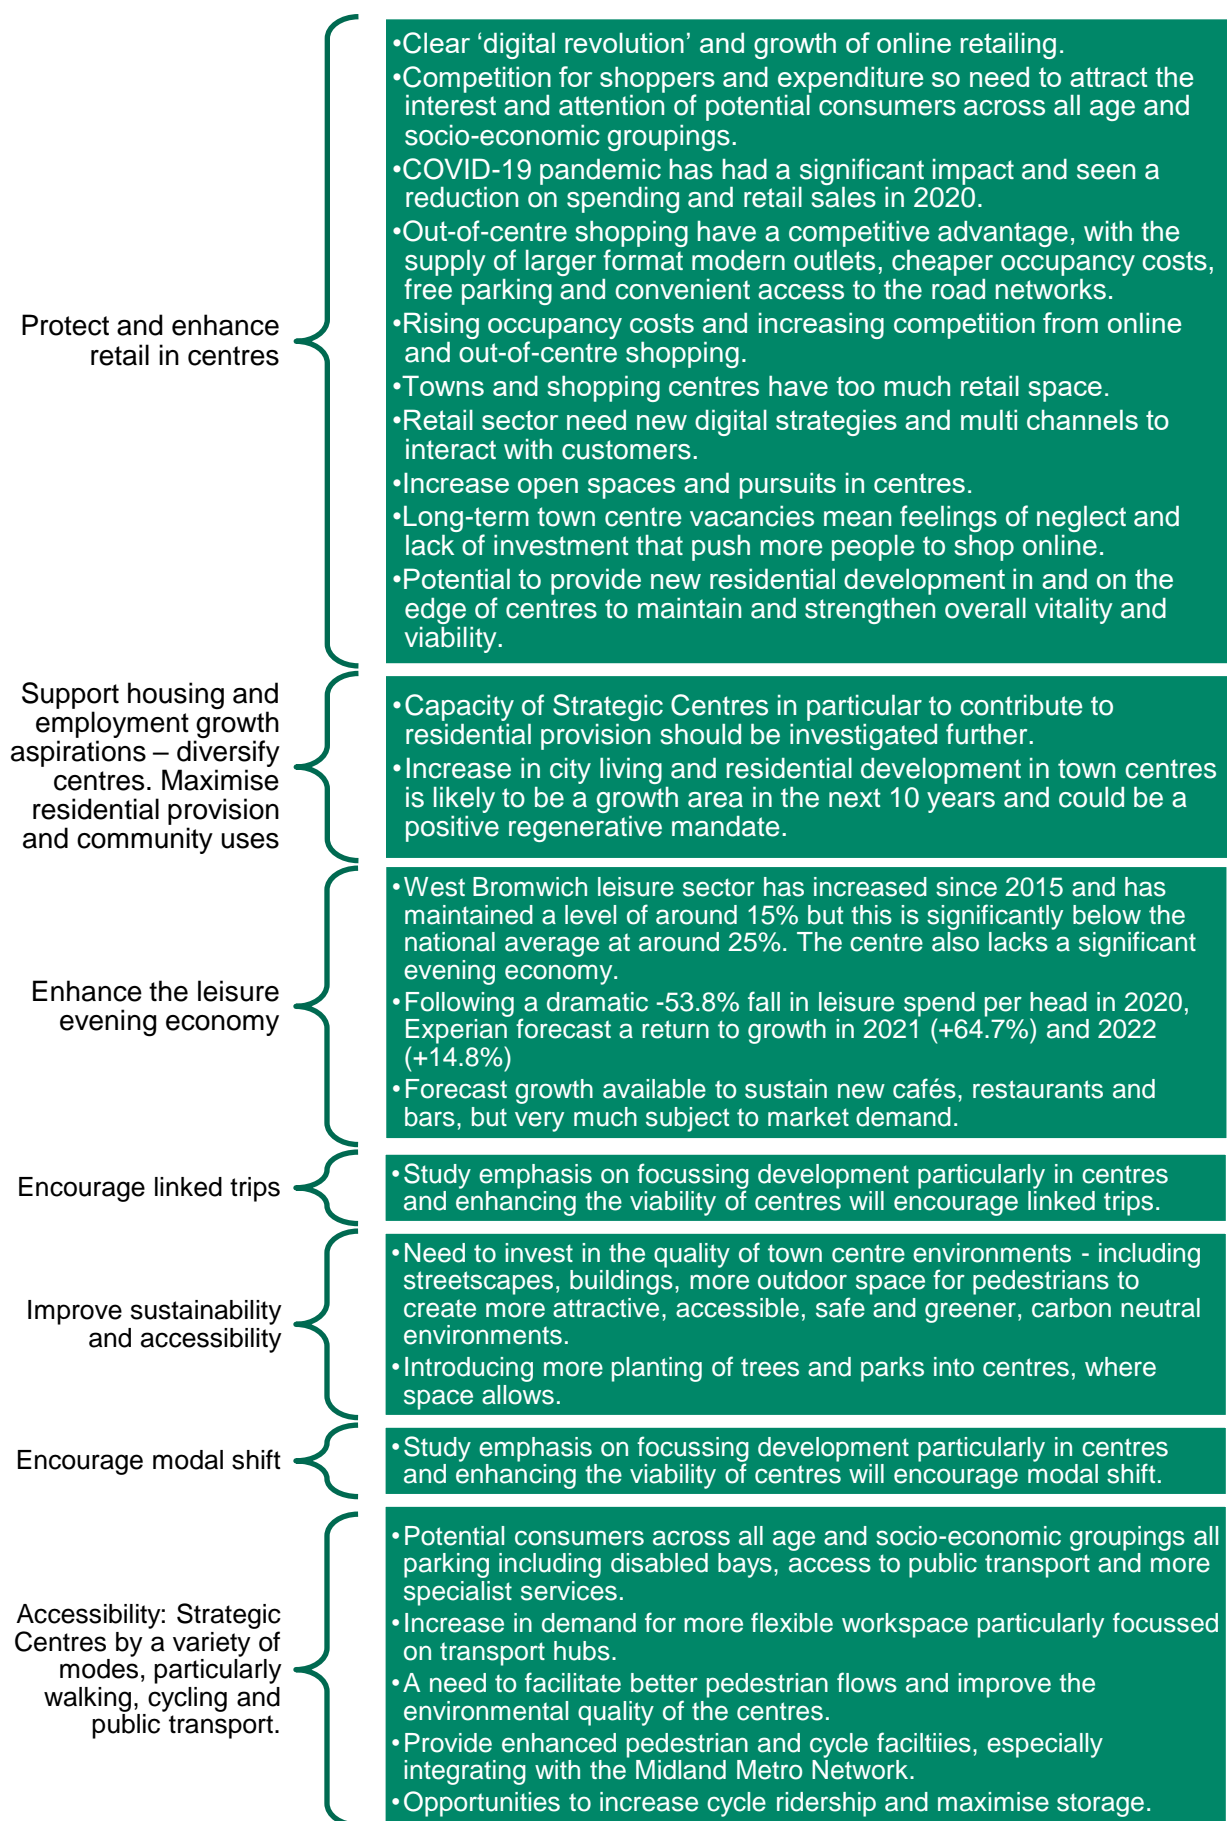 Protect and enhance
retail in centres
•Clear ‘digital revolution’ and growth of online retailing.
•Competition for shoppers and expenditure so need to attract the
interest and attention of potential consumers across all age and
socio-economic groupings.
•COVID-19 pandemic has had a significant impact and seen a
reduction on spending and retail sales in 2020.
•Out-of-centre shopping have a competitive advantage, with the
supply of larger format modern outlets, cheaper occupancy costs,
free parking and convenient access to the road networks.
•Rising occupancy costs and increasing competition from online
and out-of-centre shopping.
•Towns and shopping centres have too much retail space.
•Retail sector need new digital strategies and multi channels to
interact with customers.
•Increase open spaces and pursuits in centres.
•Long-term town centre vacancies mean feelings of neglect and
lack of investment that push more people to shop online.
•Potential to provide new residential development in and on the
edge of centres to maintain and strengthen overall vitality and
viability.
Support housing and
employment growth
aspirations – diversify
centres. Maximise
residential provision
and community uses
•Capacity of Strategic Centres in particular to contribute to
residential provision should be investigated further.
•Increase in city living and residential development in town centres
is likely to be a growth area in the next 10 years and could be a
positive regenerative mandate.
Enhance the leisure
evening economy
•West Bromwich leisure sector has increased since 2015 and has
maintained a level of around 15% but this is significantly below the
national average at around 25%. The centre also lacks a significant
evening economy.
•Following a dramatic -53.8% fall in leisure spend per head in 2020,
Experian forecast a return to growth in 2021 (+64.7%) and 2022
(+14.8%)
•Forecast growth available to sustain new cafés, restaurants and
bars, but very much subject to market demand.
Encourage linked trips
•Study emphasis on focussing development particularly in centres
and enhancing the viability of centres will encourage linked trips.
Improve sustainability
and accessibility
•Need to invest in the quality of town centre environments - including
streetscapes, buildings, more outdoor space for pedestrians to
create more attractive, accessible, safe and greener, carbon neutral
environments.
•Introducing more planting of trees and parks into centres, where
space allows.
Encourage modal shift
•Study emphasis on focussing development particularly in centres
and enhancing the viability of centres will encourage modal shift.
Accessibility: Strategic
Centres by a variety of
modes, particularly
walking, cycling and
public transport.
•Potential consumers across all age and socio-economic groupings all
parking including disabled bays, access to public transport and more
specialist services.
•Increase in demand for more flexible workspace particularly focussed
on transport hubs.
•A need to facilitate better pedestrian flows and improve the
environmental quality of the centres.
•Provide enhanced pedestrian and cycle faciltiies, especially
integrating with the Midland Metro Network.
•Opportunities to increase cycle ridership and maximise storage.